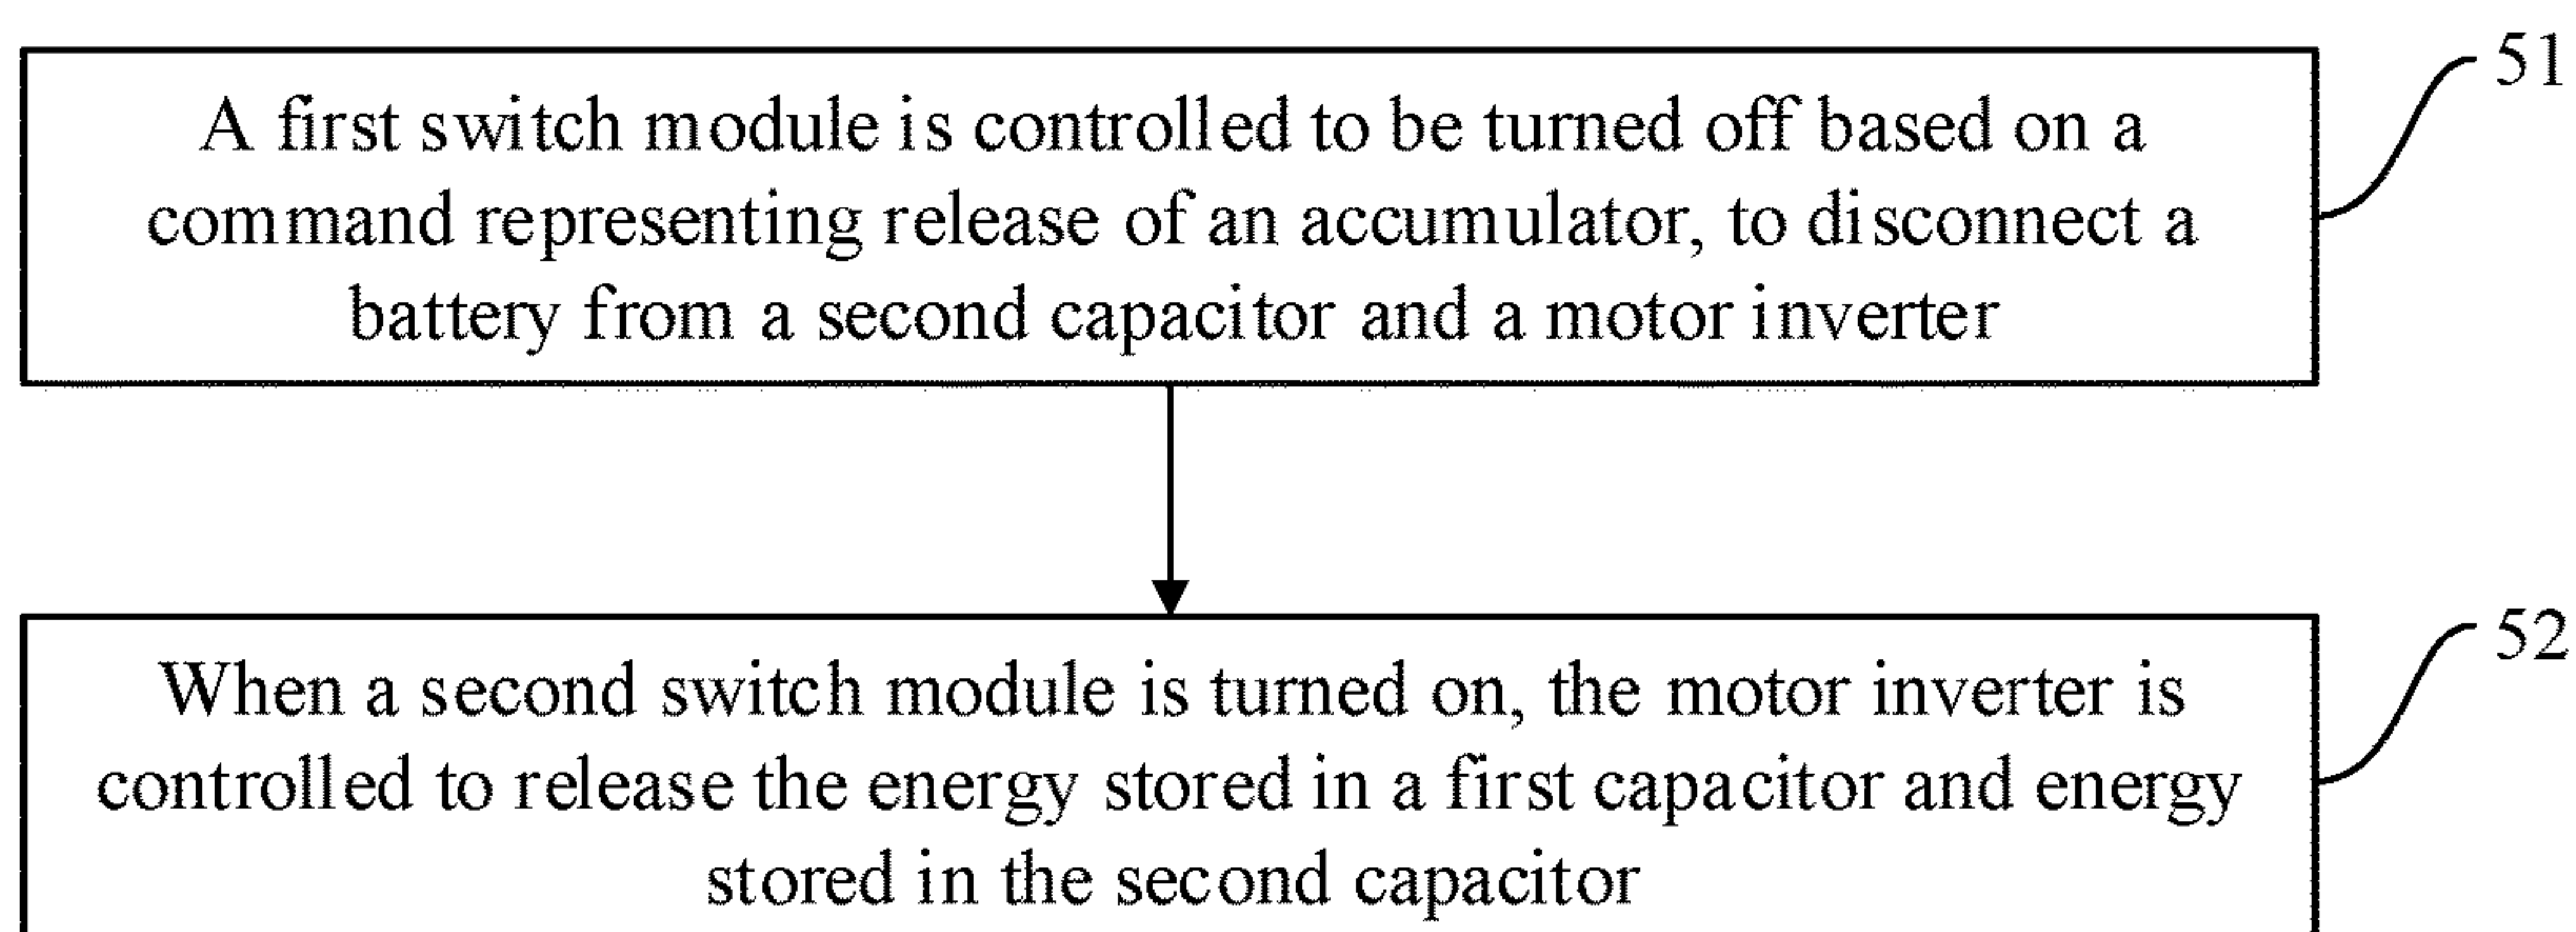 A first switch module is controlled to be turned off based on a
51
command representing release of an accumulator, to disconnect a
battery from a second capacitor and a motor inverter
When a second switch module is turned on, the motor inverter is
52
controlled to release the energy stored in a first capacitor and energy
stored in the second capacitor